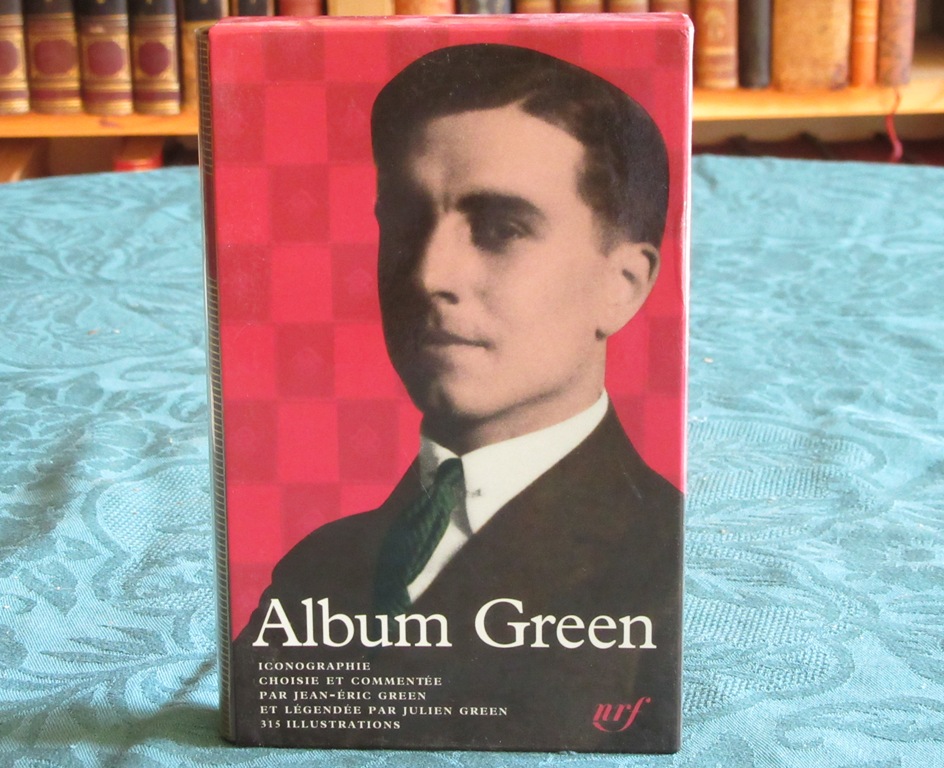 Album Green
ICONOGRAPHIE
CHOISIE ET COMMENTÉE
PAR JEAN-ÉRIC GREEN
ET LÉGENDÉE PAR JULIEN GREEN
315 ILLUSTRATIONS
nrf